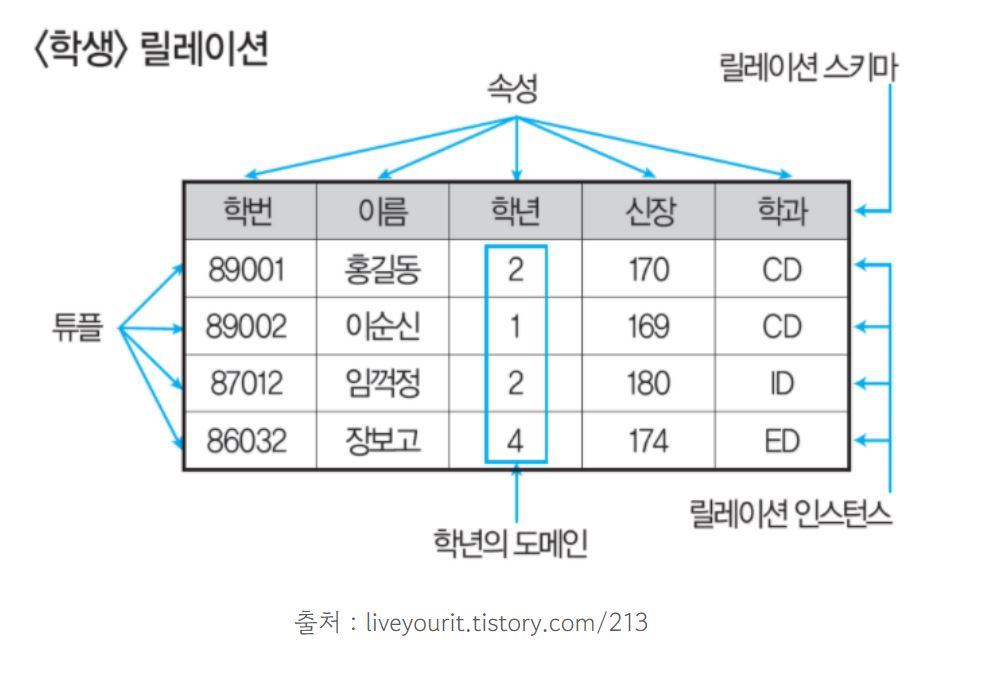 〈학생〉 릴레이션
릴레이션 스키마
속성
학번 이름 학년 신장 학과
89001 홍길동 2 170 CD
튜플
89002 이순신 1 169 CD
87012 임꺽정 2 180 ID
86032 장보고 4 174 ED
릴레이션 인스턴스
학년의 도메인
출처 : liveyourit.tistory.com/213